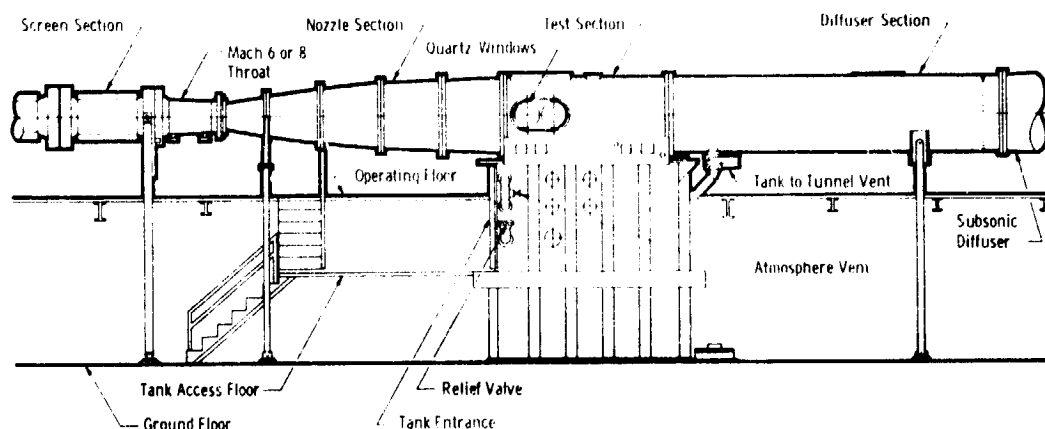 Screen Section
Nozzle Section
Test Section
Diffuser Section
Mach 6 or 8
Throat
Quartz Windows
Operating Floor
Tank to Tunnel Vent
Subsonic
Diffuser
Atmosphere Vent
Tank Access Floor
Relief Valve
Ground Floor
Tank Entrance